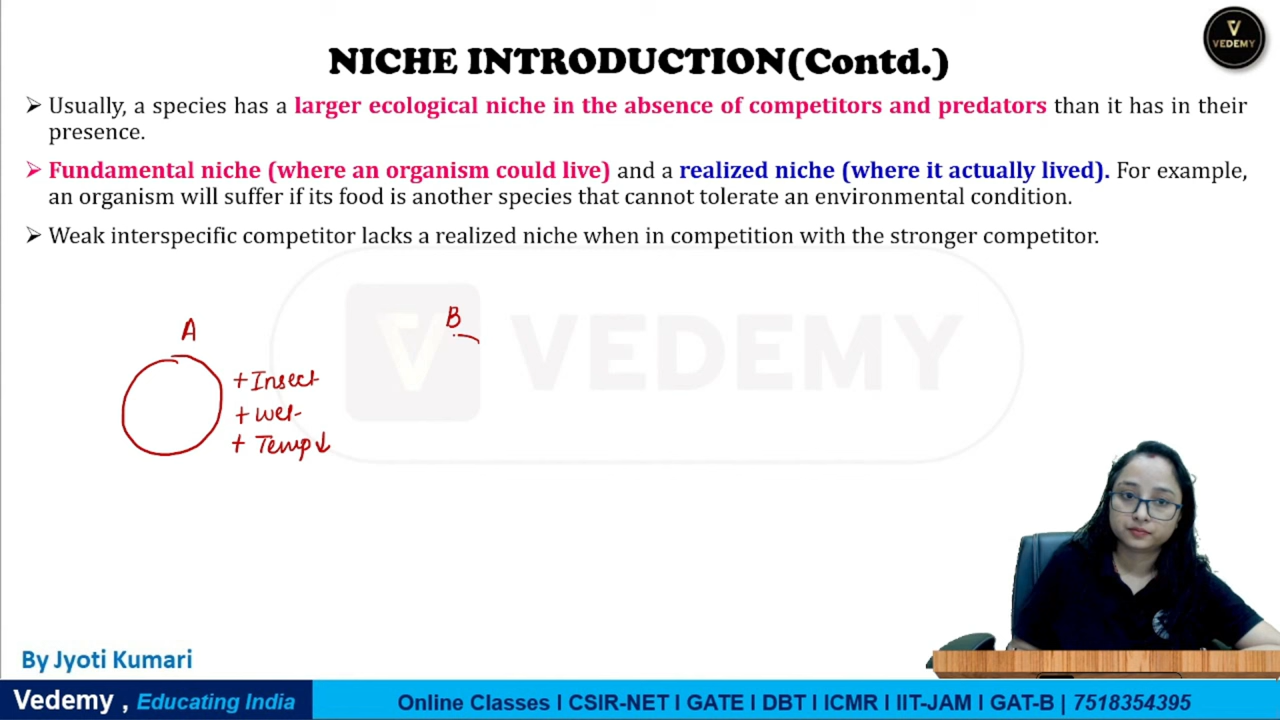 VEDEMY
NICHE INTRODUCTION(Contd.)
➢ Usually, a species has a larger ecological niche in the absence of competitors and predators than it has in their
presence.
➢ Fundamental niche (where an organism could live) and a realized niche (where it actually lived). For example,
an organism will suffer if its food is another species that cannot tolerate an environmental condition.
➢ Weak interspecific competitor lacks a realized niche when in competition with the stronger competitor.
VEDEMY
A
B
+ Insect
+ Wet
+ Temp↓
By Jyoti Kumari
Vedemy , Educating India
Online Classes I CSIR-NET I GATE I DBT I ICMR I IIT-JAM I GAT-B | 7518354395